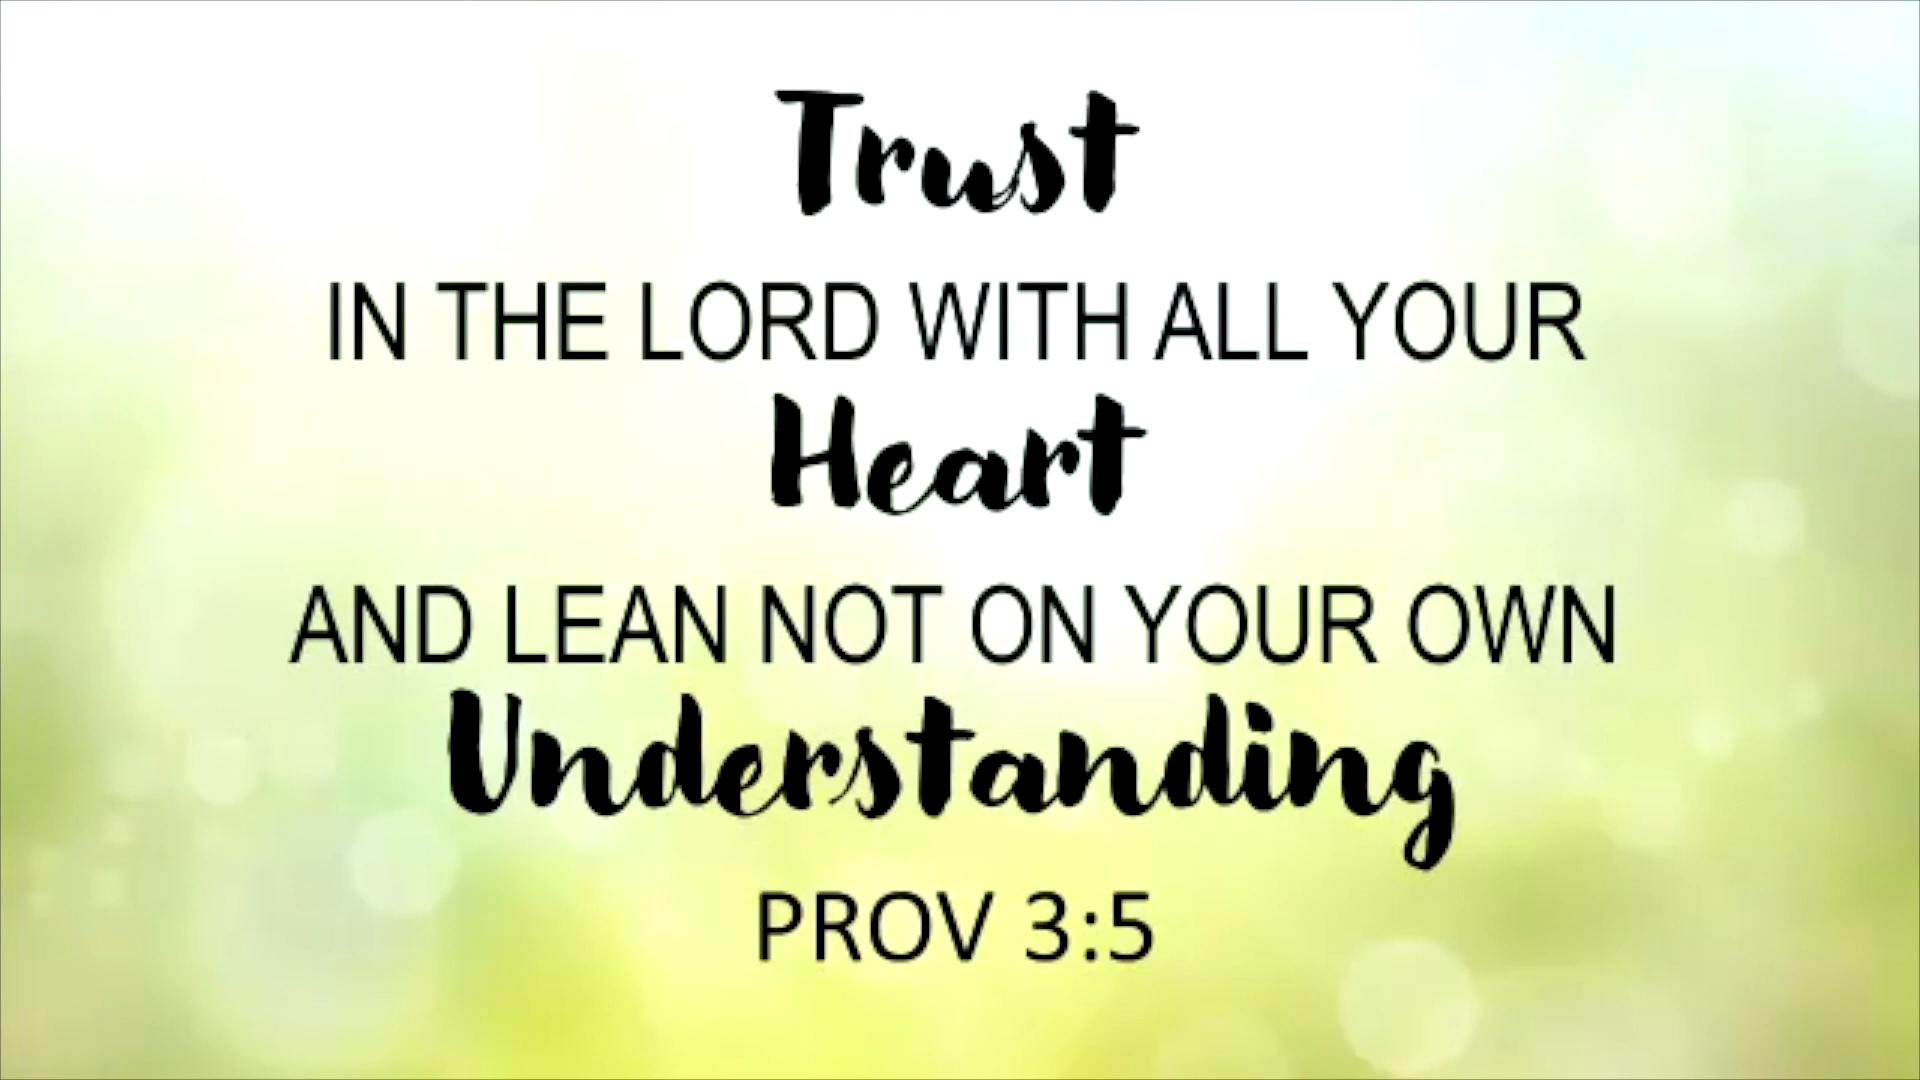 Trust
IN THE LORD WITH ALL YOUR
Heart
AND LEAN NOT ON YOUR OWN
Understanding
PROV 3:5